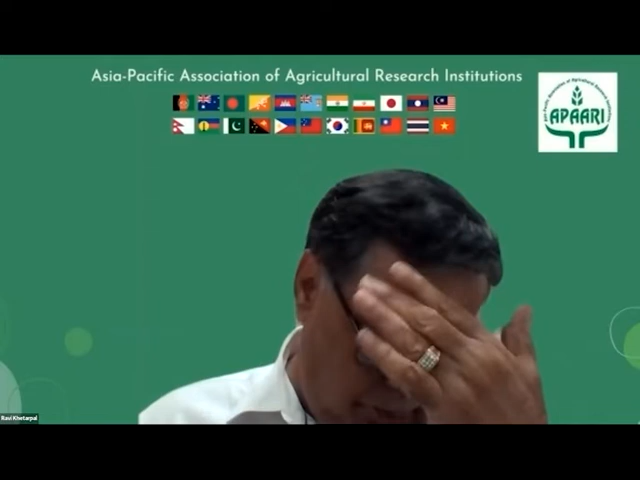 Asia-Pacific Association of Agricultural Research Institutions
APAARI
Ravi Khetarpal